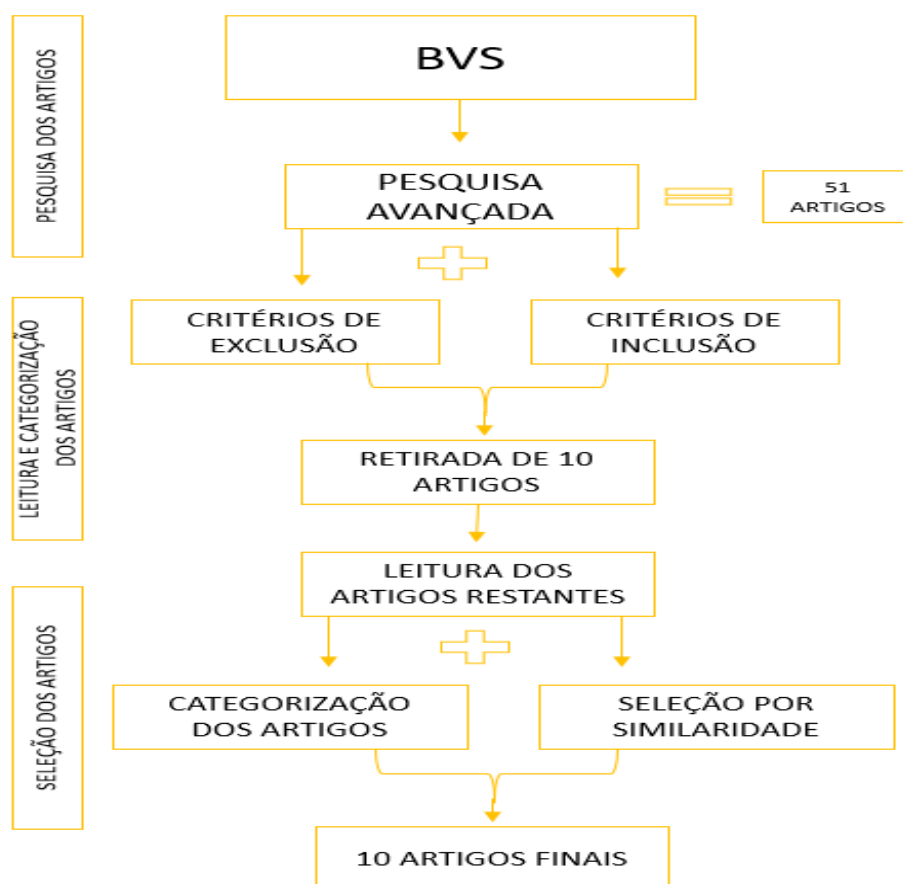 PESQUISA DOS ARTIGOS
BVS
PESQUISA
AVANÇADA
51
ARTIGOS
LEITURA E CATEGORIZAÇÃO
DOS ARTIGOS
CRITÉRIOS DE
EXCLUSÃO
CRITÉRIOS DE
INCLUSÃO
RETIRADA DE 10
ARTIGOS
LEITURA DOS
ARTIGOS RESTANTES
SELEÇÃO DOS ARTIGOS
CATEGORIZAÇÃO
DOS ARTIGOS
SELEÇÃO POR
SIMILARIDADE
10 ARTIGOS FINAIS